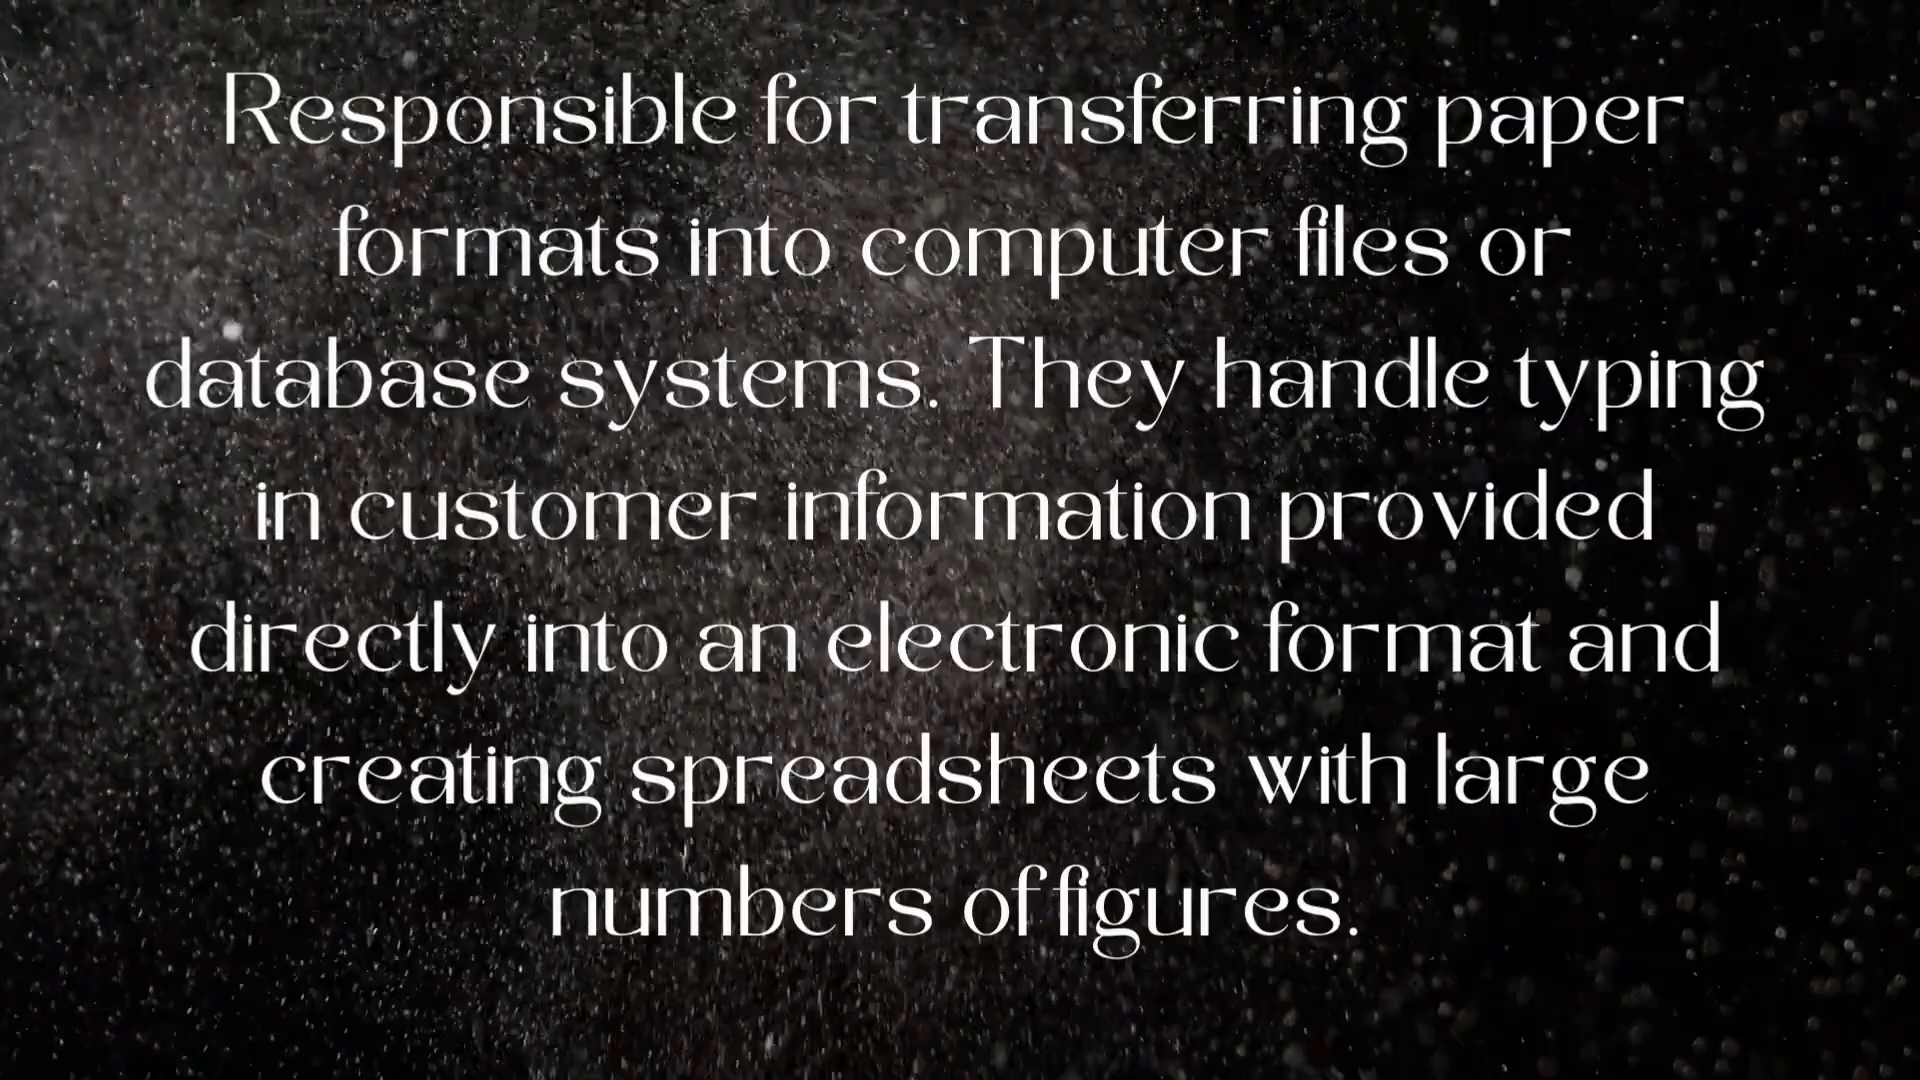 Responsible for transferring paper
formats into computer files or
database systems. They handle typing
in customer information provided
directly into an electronic format and
creating spreadsheets with large
numbers of figures.